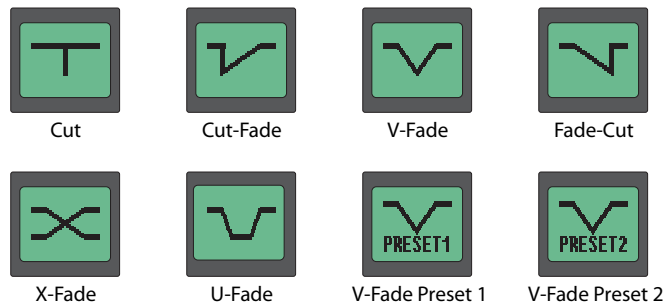 Cut
Cut-Fade
V-Fade
Fade-Cut
PRESET1
PRESET2
X-Fade
U-Fade
V-Fade Preset 1
V-Fade Preset 2